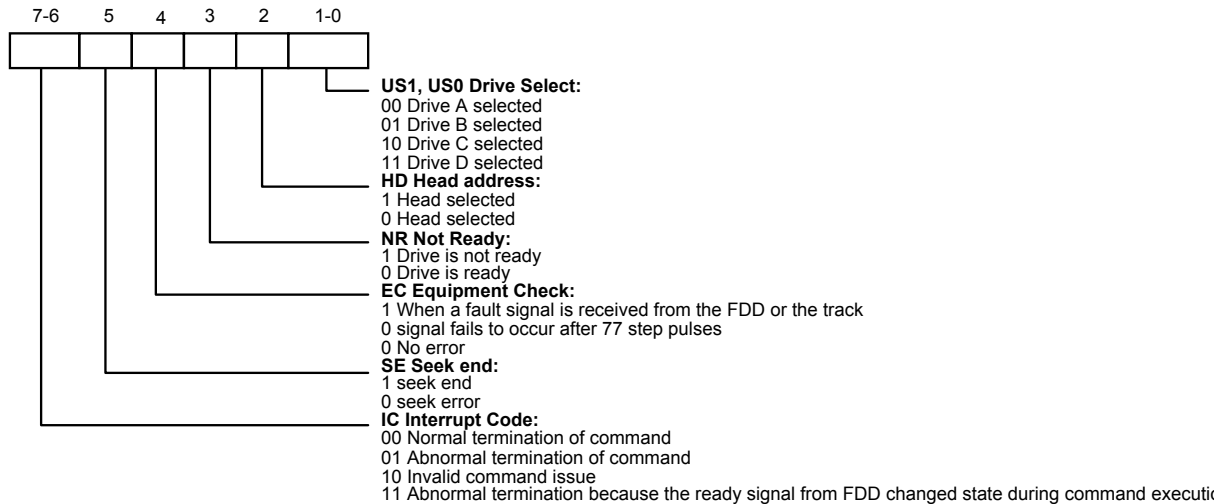 7-6 5 4 3 2 1-0
US1, US0 Drive Select:
00 Drive A selected
01 Drive B selected
10 Drive C selected
11 Drive D selected
HD Head address:
1 Head selected
0 Head selected
NR Not Ready:
1 Drive is not ready
0 Drive is ready
EC Equipment Check:
1 When a fault signal is received from the FDD or the track
0 signal fails to occur after 77 step pulses
0 No error
SE Seek end:
1 seek end
0 seek error
IC Interrupt Code:
00 Normal termination of command
01 Abnormal termination of command
10 Invalid command issue
11 Abnormal termination because the ready signal from FDD changed state during command